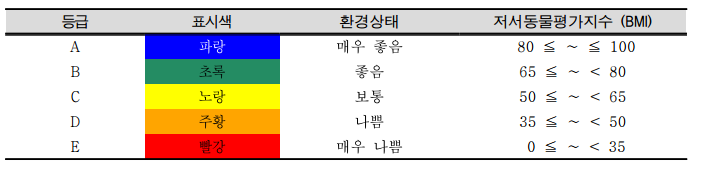 등급 표시색 환경상태 저서동물평가지수 (BMI)
A 파랑 매우 좋음 80 ≦ ~ ≦ 100
B 초록 좋음 65 ≦ ~ < 80
C 노랑 보통 50 ≦ ~ < 65
D 주황 나쁨 35 ≦ ~ < 50
E 빨강 매우 나쁨 0 ≦ ~ < 35